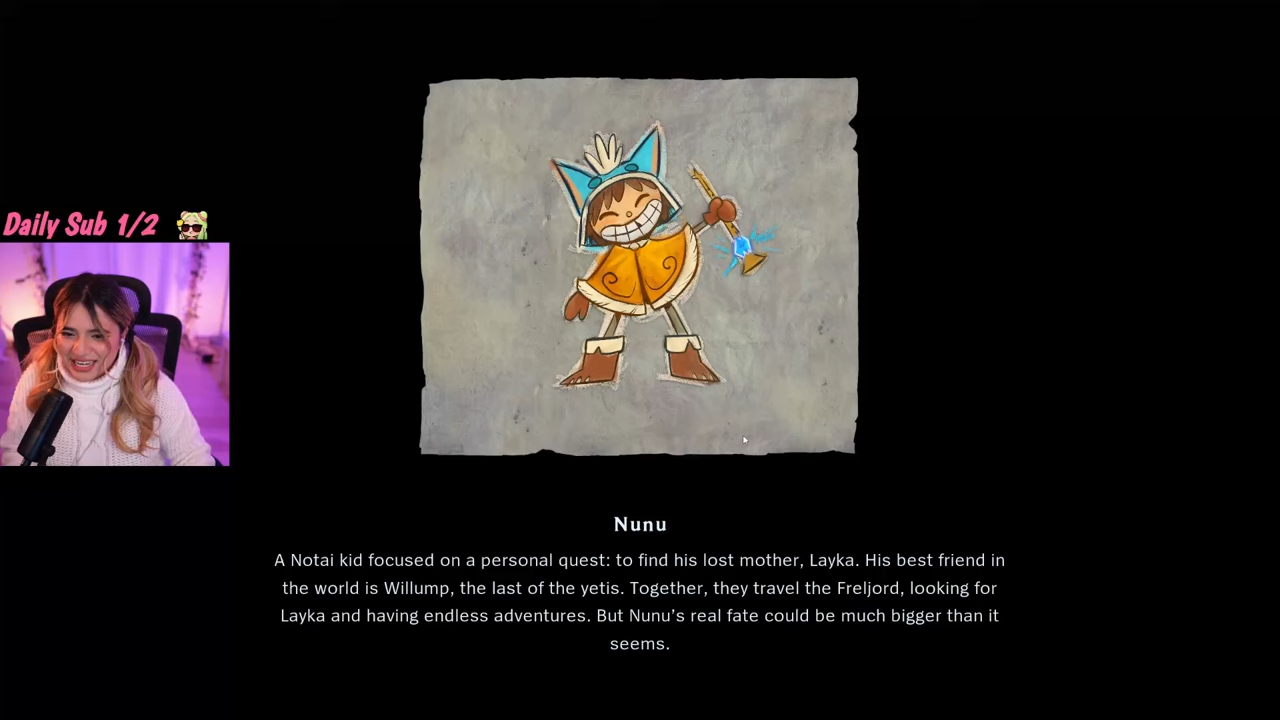 Daily Sub 1/2
Nunu
A Notai kid focused on a personal quest: to find his lost mother, Layka. His best friend in
the world is Willump, the last of the yetis. Together, they travel the Freljord, looking for
Layka and having endless adventures. But Nunu’s real fate could be much bigger than it
seems.